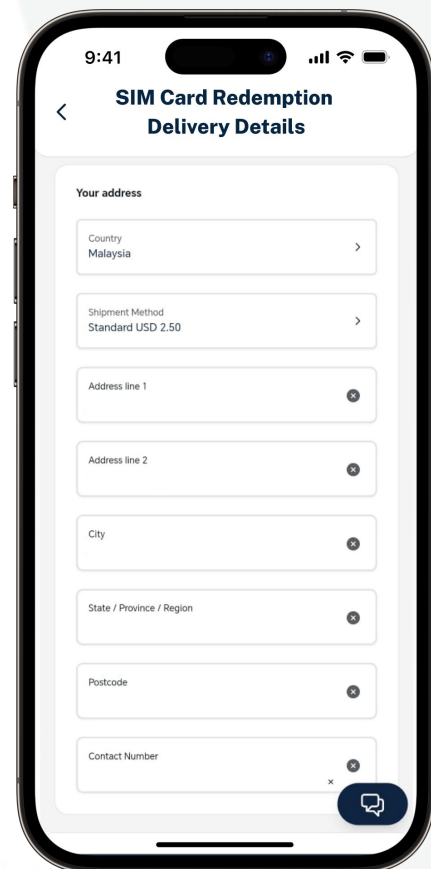 9:41
SIM Card Redemption
Delivery Details
Your address
Country
Malaysia
Shipment Method
Standard USD 2.50
Address line 1
Address line 2
City
State / Province / Region
Postcode
Contact Number